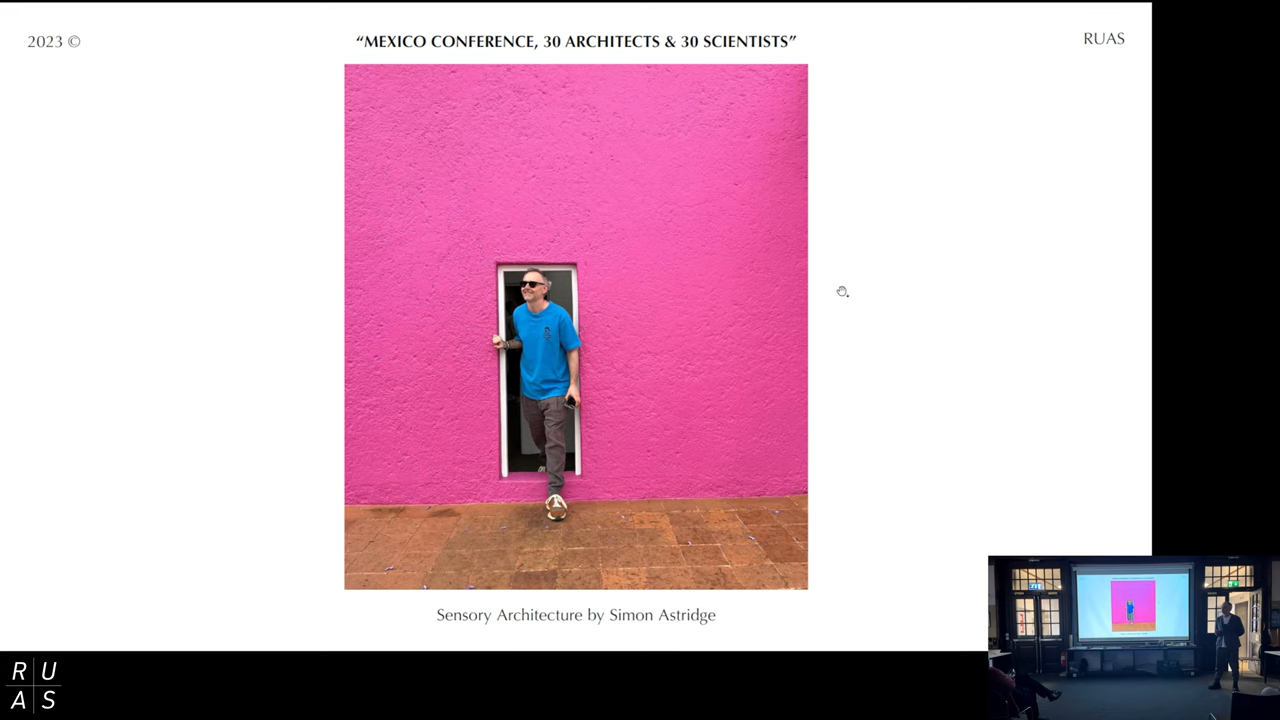 2023 ©
“MEXICO CONFERENCE, 30 ARCHITECTS & 30 SCIENTISTS”
RUAS
Sensory Architecture by Simon Astridge
R U
A S